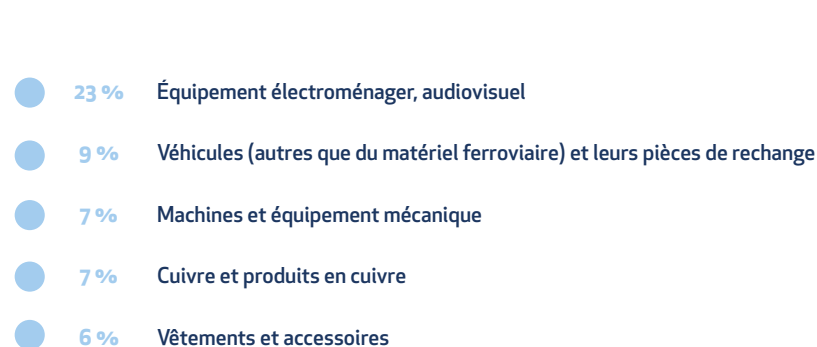 23 % Équipement électroménager, audiovisuel
9 % Véhicules (autres que du matériel ferroviaire) et leurs pièces de rechange
7 % Machines et équipement mécanique
7 % Cuivre et produits en cuivre
6 % Vêtements et accessoires